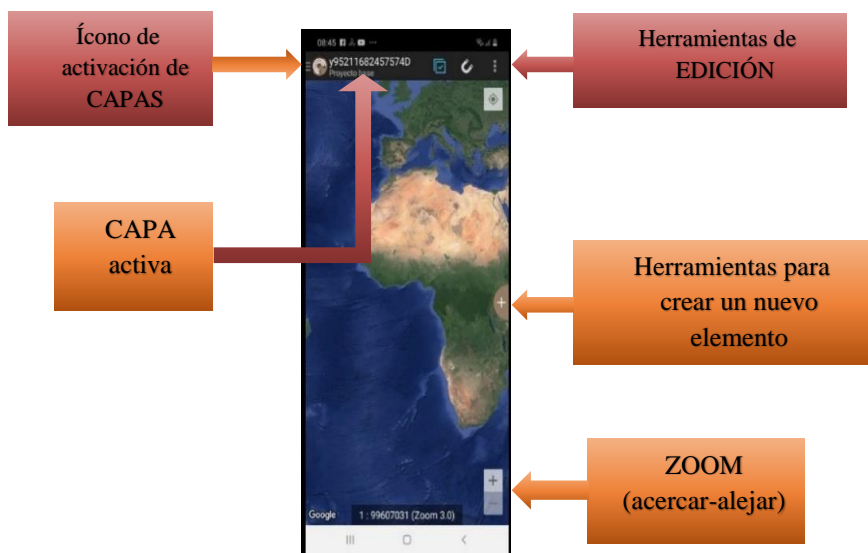 Ícono de
activación de
CAPAS
08:45
y95211682457574D
Proyecto base
Herramientas de
EDICIÓN
CAPA
activa
Herramientas para
crear un nuevo
elemento
ZOOM
(acercar-alejar)
Google
1 : 99607031 (Zoom 3.0)